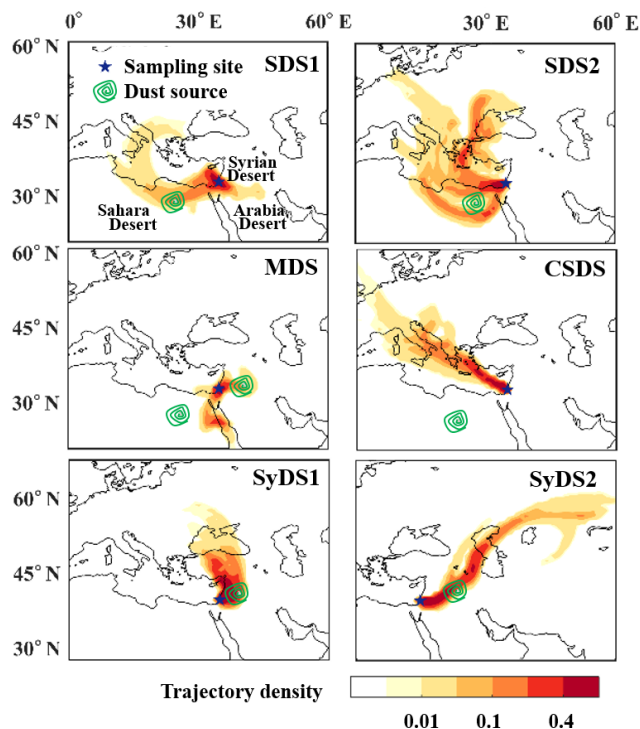 0° E 30° E 60° E 30° E 60° E
60° N
SDS1
SDS2
Sampling site
Dust source
45° N
Syrian
Desert
30° N
Sahara
Desert
Arabia
Desert
60° N
MDS
CSDS
45° N
30° N
SyDS1
SyDS2
60° N
45° N
30° N
Trajectory density
0.01 0.1 0.4